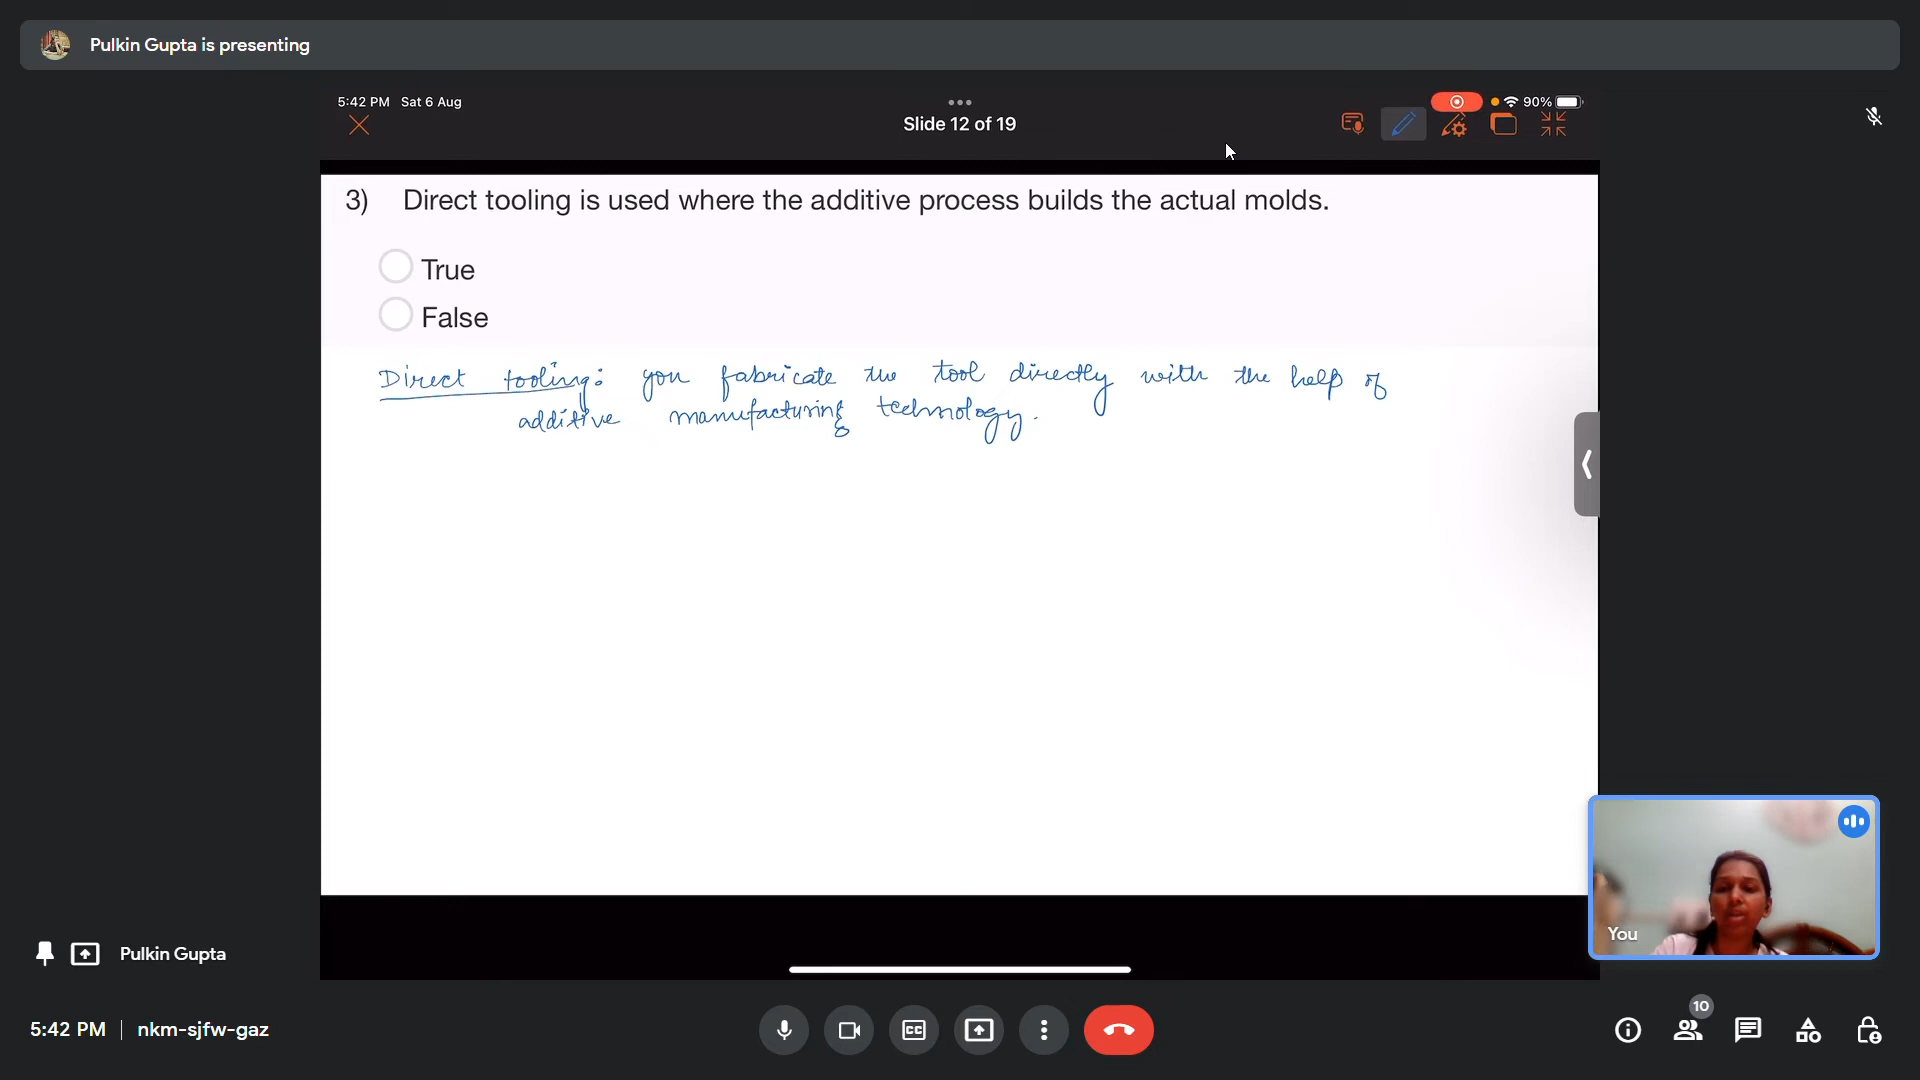 Pulkin Gupta is presenting
5:42 PM Sat 6 Aug
90%
Slide 12 of 19
3) Direct tooling is used where the additive process builds the actual molds.
True
False
Direct tooling: you fabricate the tool directly with the help of
additive manufacturing technology.
You
Pulkin Gupta
5:42 PM | nkm-sjfw-gaz
CC
10